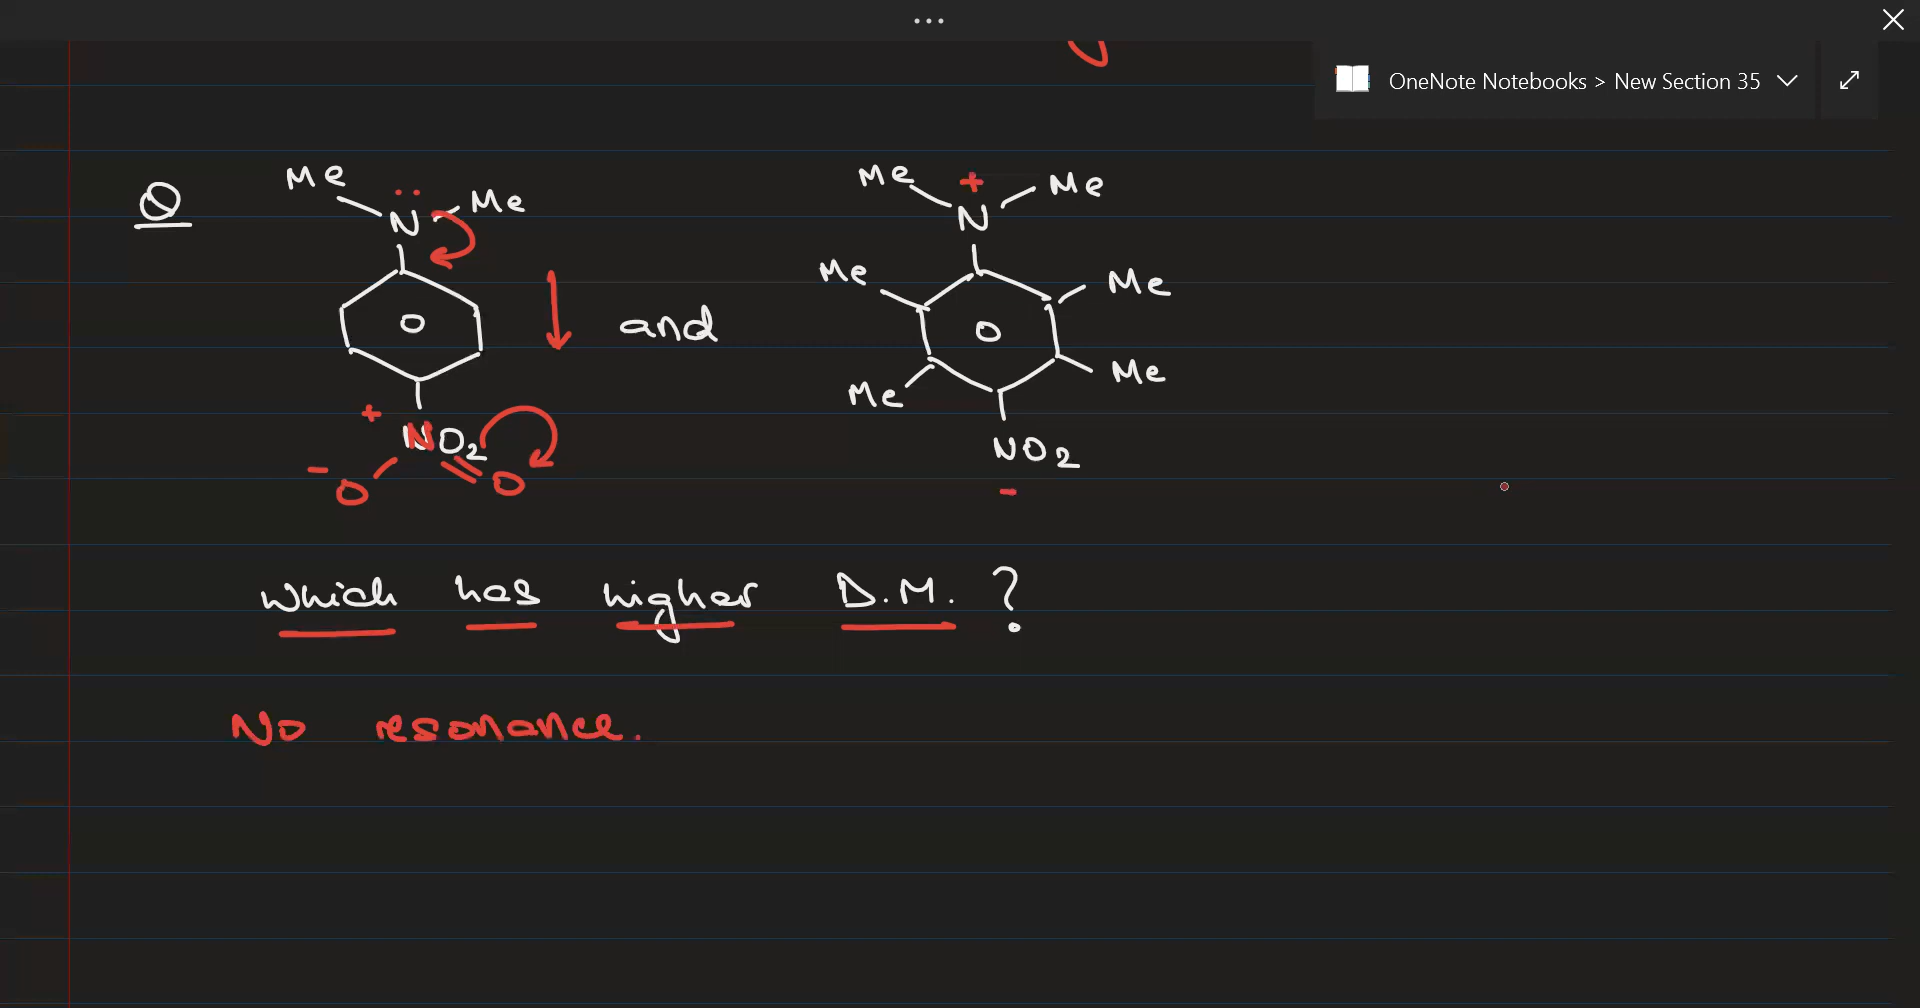 ...
OneNote Notebooks > New Section 35
Q
Me Me N
NO2
+ N
- O O
and
Me + Me
N
Me Me
O
Me Me
NO2
-
which has higher D.M. ?
No resonance.